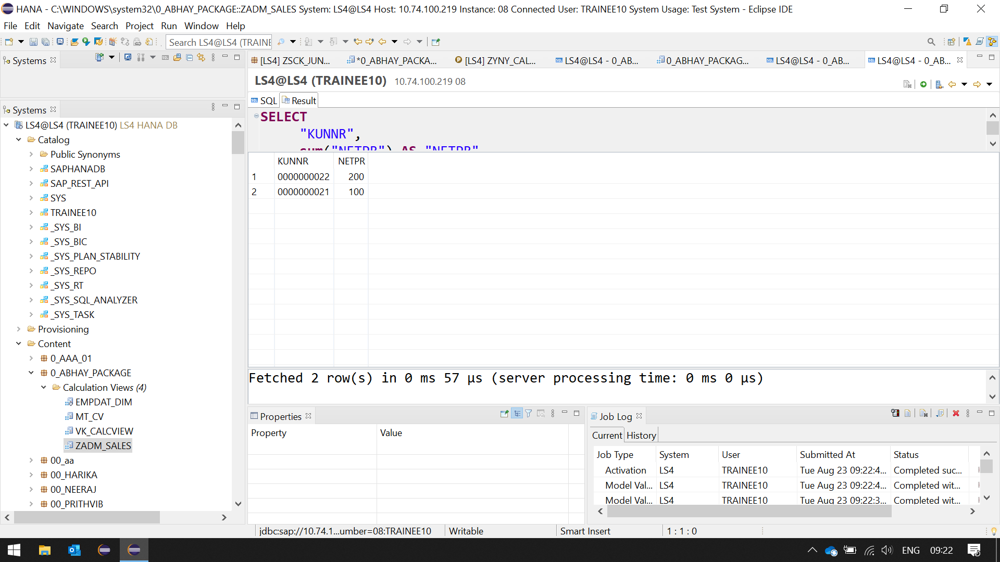 HANA - C:\WINDOWS\system32\0_ABHAY_PACKAGE::ZADM_SALES System: LS4@LS4 Host: 10.74.100.219 Instance: 08 Connected User: TRAINEE10 System Usage: Test System - Eclipse IDE
File Edit Navigate Search Project Run Window Help
Search LS4@LS4 (TRAINE
Systems
[LS4] ZSCK_JUN...
*0_ABHAY_PACKA...
[LS4] ZYNY_CAL...
LS4@LS4 - 0_AB...
0_ABHAY_PACKAG...
LS4@LS4 - 0_AB...
LS4@LS4 - 0_AB...
LS4@LS4 (TRAINEE10) 10.74.100.219 08
SQL Result
SELECT
"KUNNR",
sum("NETPR") AS "NETPR"
KUNNR NETPR
1 0000000022 200
2 0000000021 100
Fetched 2 row(s) in 0 ms 57 µs (server processing time: 0 ms 0 µs)
Systems
LS4@LS4 (TRAINEE10) LS4 HANA DB
Catalog
Public Synonyms
SAPHANADB
SAP_REST_API
SYS
TRAINEE10
_SYS_BI
_SYS_BIC
_SYS_PLAN_STABILITY
_SYS_REPO
_SYS_RT
_SYS_SQL_ANALYZER
_SYS_TASK
Provisioning
Content
0_AAA_01
0_ABHAY_PACKAGE
Calculation Views (4)
EMPDAT_DIM
MT_CV
VK_CALCVIEW
ZADM_SALES
00_aa
00_HARIKA
00_NEERAJ
00_PRITHVIB
Properties
Property Value
Job Log
Current History
Job Type System User Submitted At Status
Activation LS4 TRAINEE10 Tue Aug 23 09:22:4... Completed suc...
Model Val... LS4 TRAINEE10 Tue Aug 23 09:22:4... Completed wit...
Model Val... LS4 TRAINEE10 Tue Aug 23 09:22:3... Completed wit...
jdbc:sap://10.74.1...umber=08:TRAINEE10 Writable Smart Insert 1 : 1 : 0
ENG 09:22